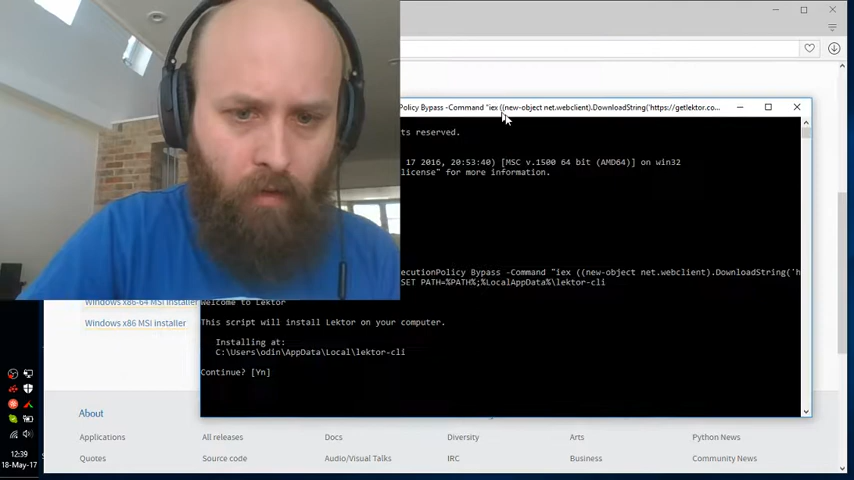 Policy Bypass -Command "iex ((new-object net.webclient).DownloadString('https://getlektor.co...
ts reserved.
17 2016, 20:53:40) [MSC v.1500 64 bit (AMD64)] on win32
license" for more information.
ecutionPolicy Bypass -Command "iex ((new-object net.webclient).DownloadString('h
SET PATH=%PATH%;%LocalAppData%\lektor-cli
Windows x86-64 MSI installer
Welcome to Lektor
This script will install Lektor on your computer.
Windows x86 MSI installer
Installing at:
C:\Users\odin\AppData\Local\lektor-cli
Continue? [Yn]
About
Applications
All releases
Docs
Diversity
Arts
Python News
Quotes
Source code
Audio/Visual Talks
IRC
Business
Community News
12:39
18-May-17